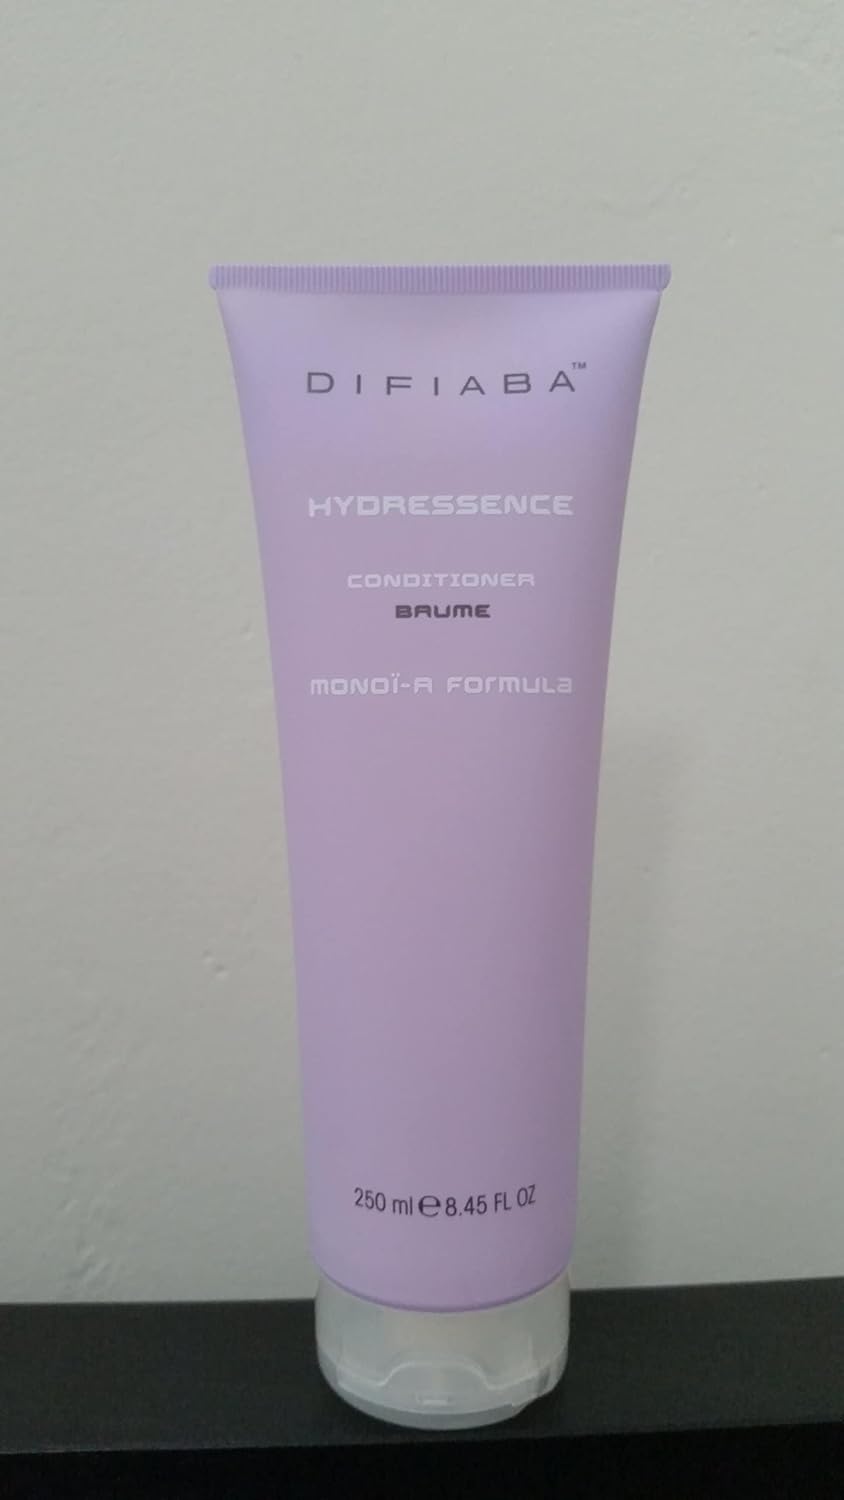 DIFIABA™
HYDRESSENCE
CONDITIONER
BAUME
MONOÏ-A FORMULA
250 ml ℮ 8.45 FL OZ